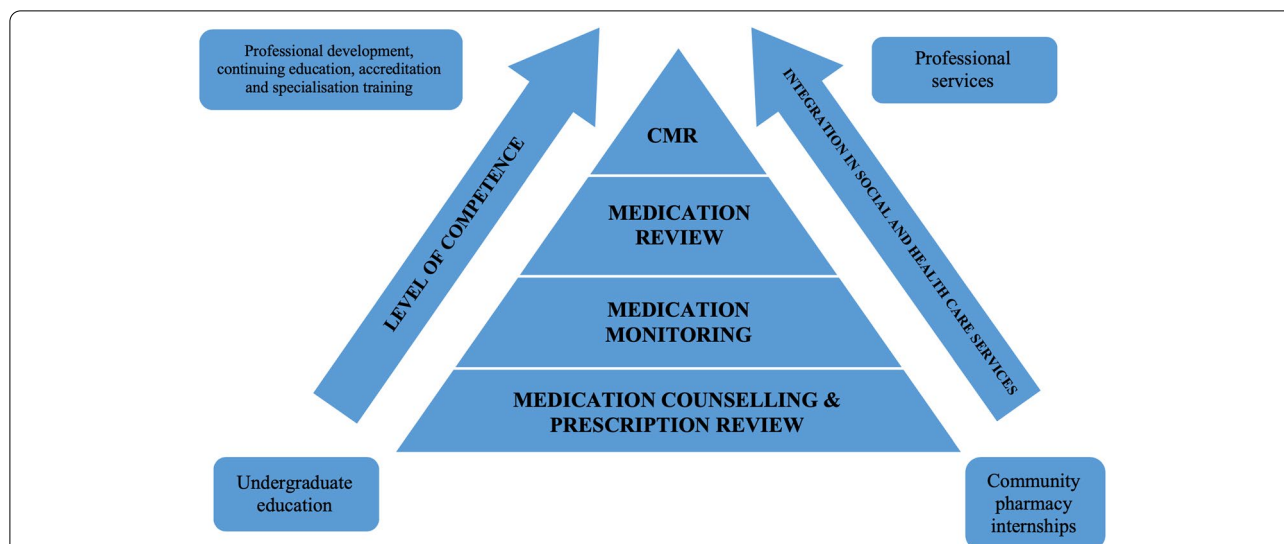 Professional development,
continuing education, accreditation
and specialisation training
Professional
services
LEVEL OF COMPETENCE
INTEGRATION IN SOCIAL AND HEALTH CARE SERVICES
CMR
MEDICATION
REVIEW
MEDICATION
MONITORING
MEDICATION COUNSELLING &
PRESCRIPTION REVIEW
Undergraduate
education
Community
pharmacy
internships